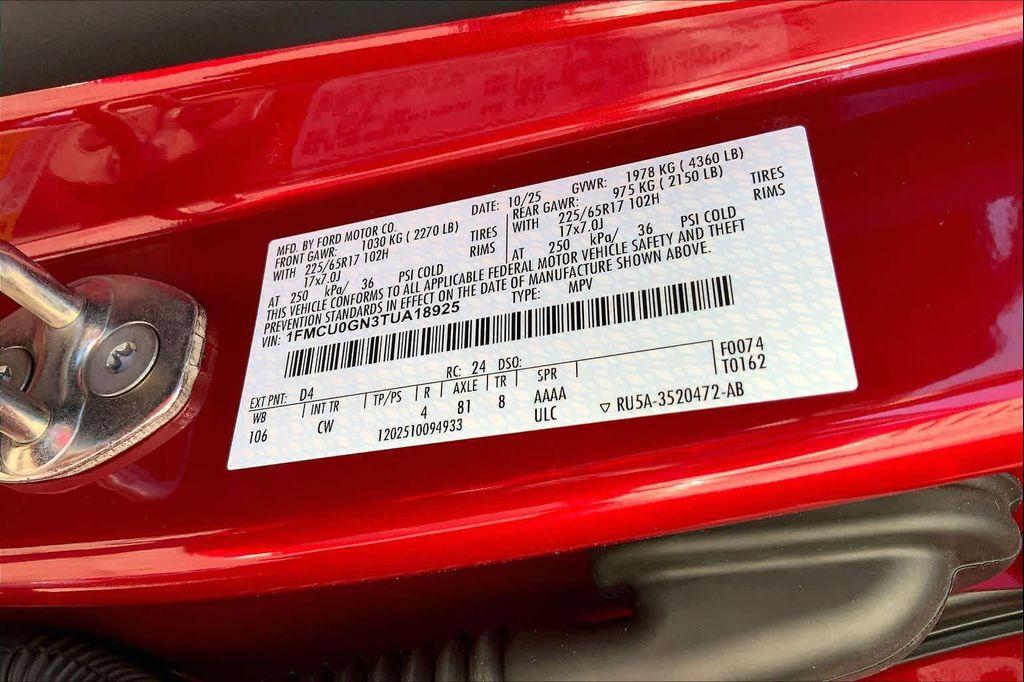 MFD. BY FORD MOTOR CO. DATE: 10/25 GVWR: 1978 KG ( 4360 LB)
FRONT GAWR: 1030 KG ( 2270 LB) REAR GAWR: 975 KG ( 2150 LB)
WITH 225/65R17 102H TIRES WITH 225/65R17 102H TIRES
17x7.0J RIMS 17x7.0J RIMS
AT 250 kPa/ 36 PSI COLD AT 250 kPa/ 36 PSI COLD
THIS VEHICLE CONFORMS TO ALL APPLICABLE FEDERAL MOTOR VEHICLE SAFETY AND THEFT
PREVENTION STANDARDS IN EFFECT ON THE DATE OF MANUFACTURE SHOWN ABOVE.
VIN: 1FMCU0GN3TUA18925 TYPE: MPV
EXT PNT: D4 RC: 24 DSO: F0074
WB INT TR TP/PS R AXLE TR SPR T0162
106 CW 4 81 8 AAAA
1202510094933 ULC ▽ RU5A-3520472-AB